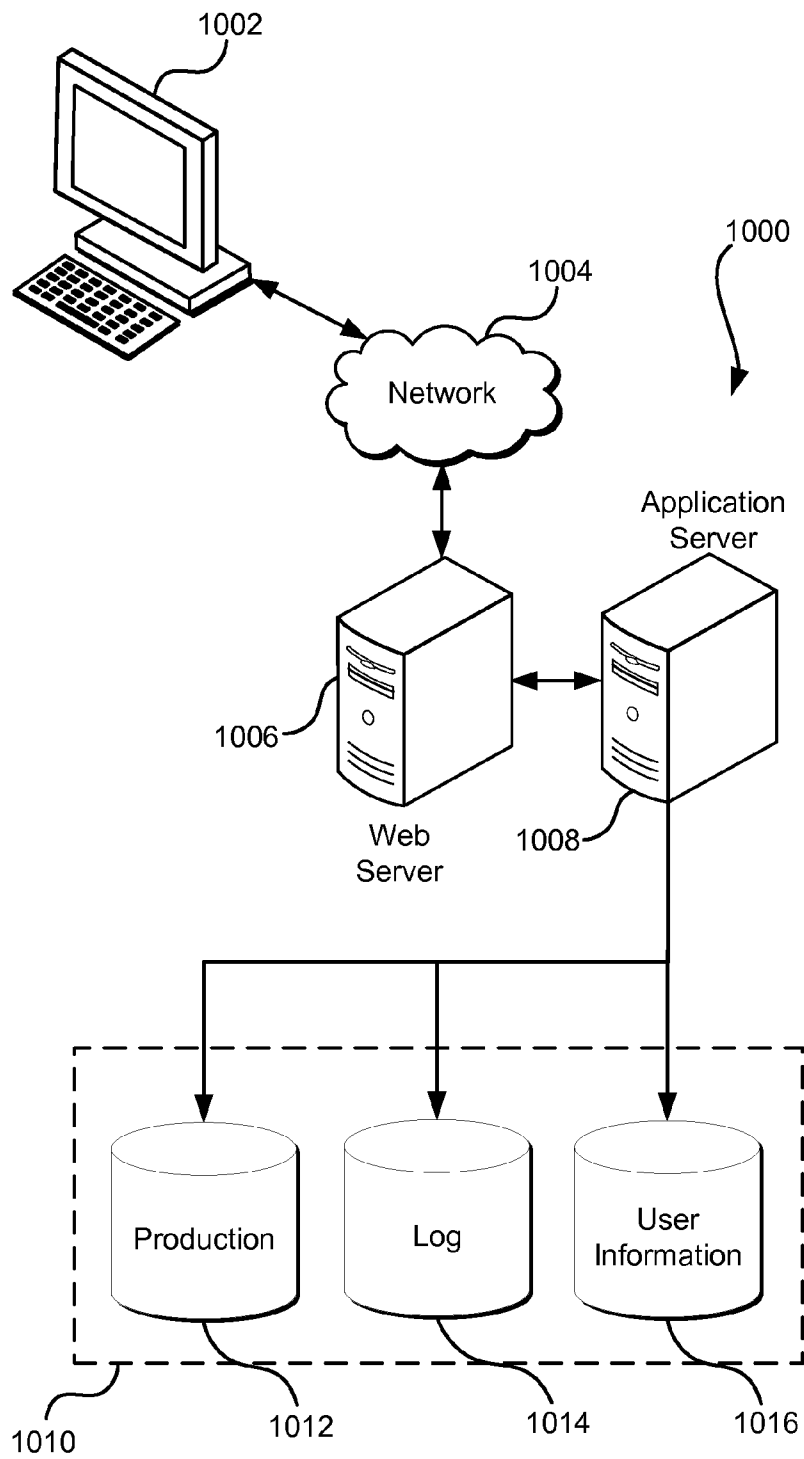 1002
1000
1004
Network
Application
Server
1006
1008
Web
Server
Production
Log
User
Information
1010
1012
1014
1016